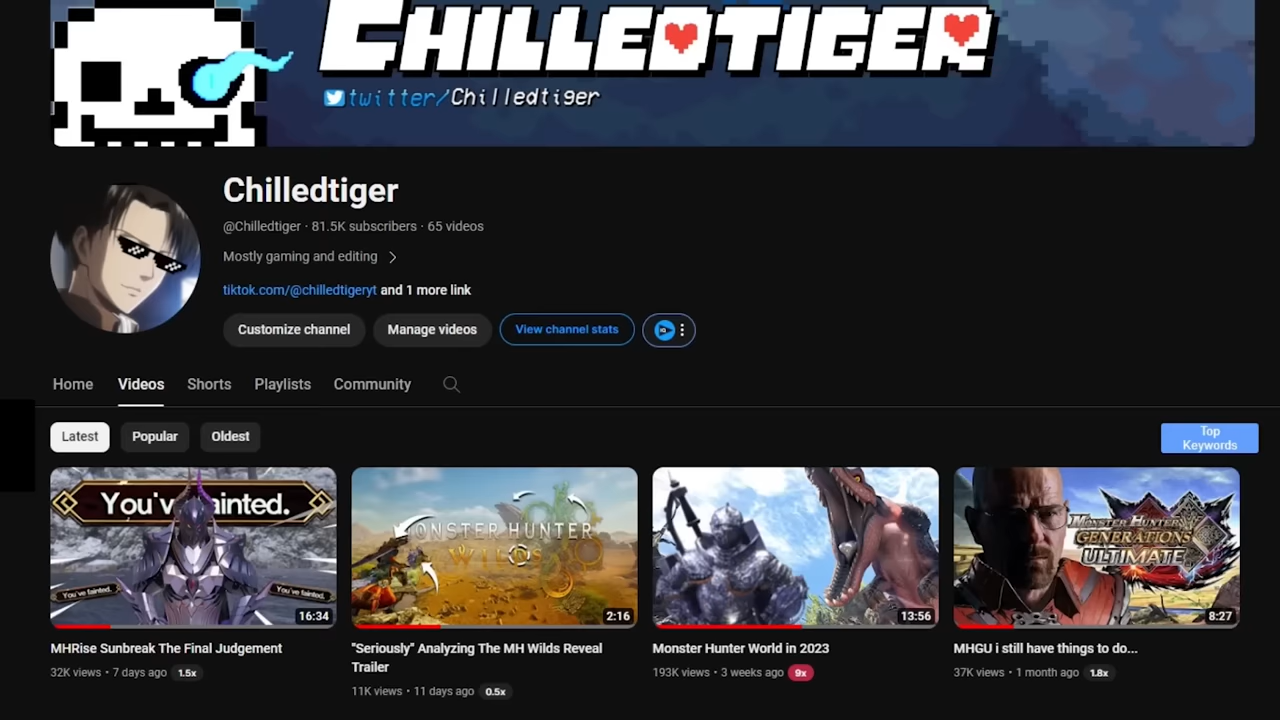 CHILLEDTIGER
twitter/Chilledtiger
Chilledtiger
@Chilledtiger · 81.5K subscribers · 65 videos
Mostly gaming and editing
tiktok.com/@chilledtigeryt and 1 more link
Customize channel Manage videos View channel stats
Home Videos Shorts Playlists Community
Latest Popular Oldest
Top
Keywords
You've fainted.
You've fainted. You've fainted.
16:34
MONSTER HUNTER
WILDS
2:16
13:56
MONSTER HUNTER
GENERATIONS
ULTIMATE
8:27
MHRise Sunbreak The Final Judgement
32K views • 7 days ago 1.5x
"Seriously" Analyzing The MH Wilds Reveal
Trailer
11K views • 11 days ago 0.5x
Monster Hunter World in 2023
193K views • 3 weeks ago 9x
MHGU i still have things to do...
37K views • 1 month ago 1.8x